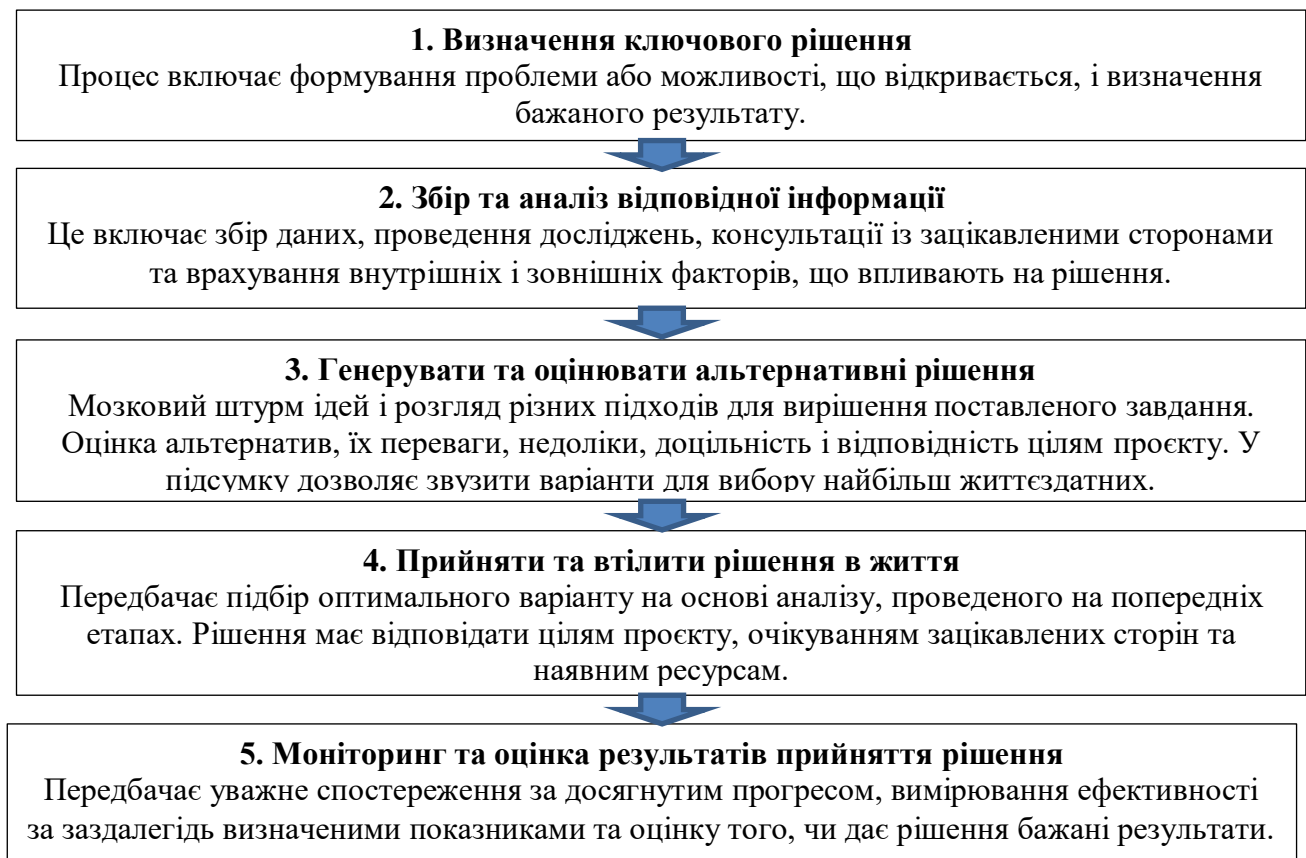 1. Визначення ключового рішення
Процес включає формування проблеми або можливості, що відкривається, і визначення
бажаного результату.
2. Збір та аналіз відповідної інформації
Це включає збір даних, проведення досліджень, консультації із зацікавленими сторонами
та врахування внутрішніх і зовнішніх факторів, що впливають на рішення.
3. Генерувати та оцінювати альтернативні рішення
Мозковий штурм ідей і розгляд різних підходів для вирішення поставленого завдання.
Оцінка альтернатив, їх переваги, недоліки, доцільність і відповідність цілям проєкту. У
підсумку дозволяє звузити варіанти для вибору найбільш життєздатних.
4. Прийняти та втілити рішення в життя
Передбачає підбір оптимального варіанту на основі аналізу, проведеного на попередніх
етапах. Рішення має відповідати цілям проєкту, очікуванням зацікавлених сторін та
наявним ресурсам.
5. Моніторинг та оцінка результатів прийняття рішення
Передбачає уважне спостереження за досягнутим прогресом, вимірювання ефективності
за заздалегідь визначеними показниками та оцінку того, чи дає рішення бажані результати.